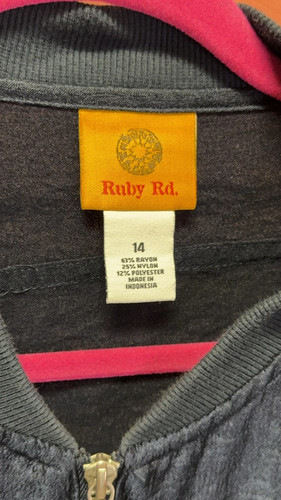 Ruby Rd.
14
63% RAYON
25% NYLON
12% POLYESTER
MADE IN
INDONESIA